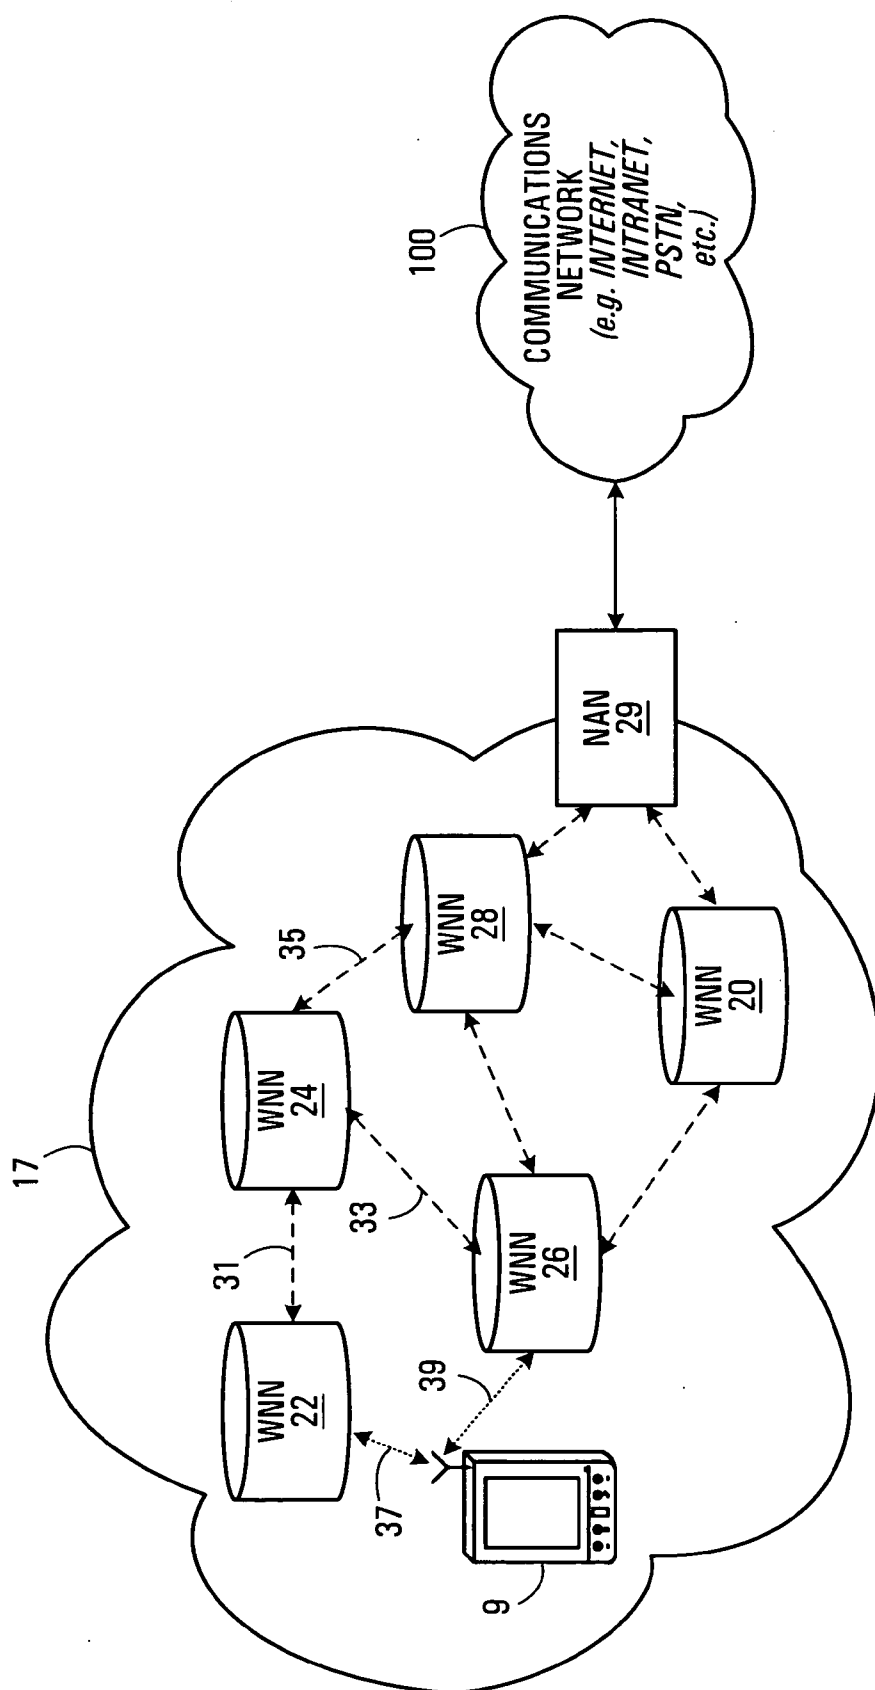 17
100
COMMUNICATIONS
NETWORK
(e.g. INTERNET,
INTRANET,
PSTN,
etc.)
31
35
WNN
22
WNN
24
33
37
39
WNN
28
NAN
29
9
WNN
26
WNN
20